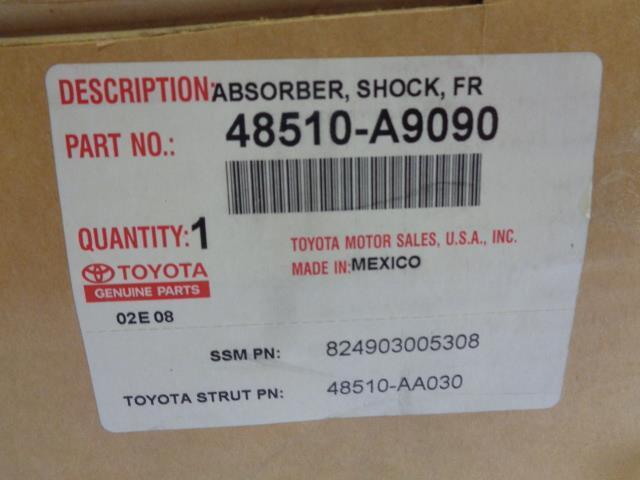 DESCRIPTION: ABSORBER, SHOCK, FR
PART NO.: 48510-A9090
QUANTITY: 1
TOYOTA MOTOR SALES, U.S.A., INC.
TOYOTA
MADE IN: MEXICO
GENUINE PARTS
02E 08
SSM PN: 824903005308
TOYOTA STRUT PN: 48510-AA030